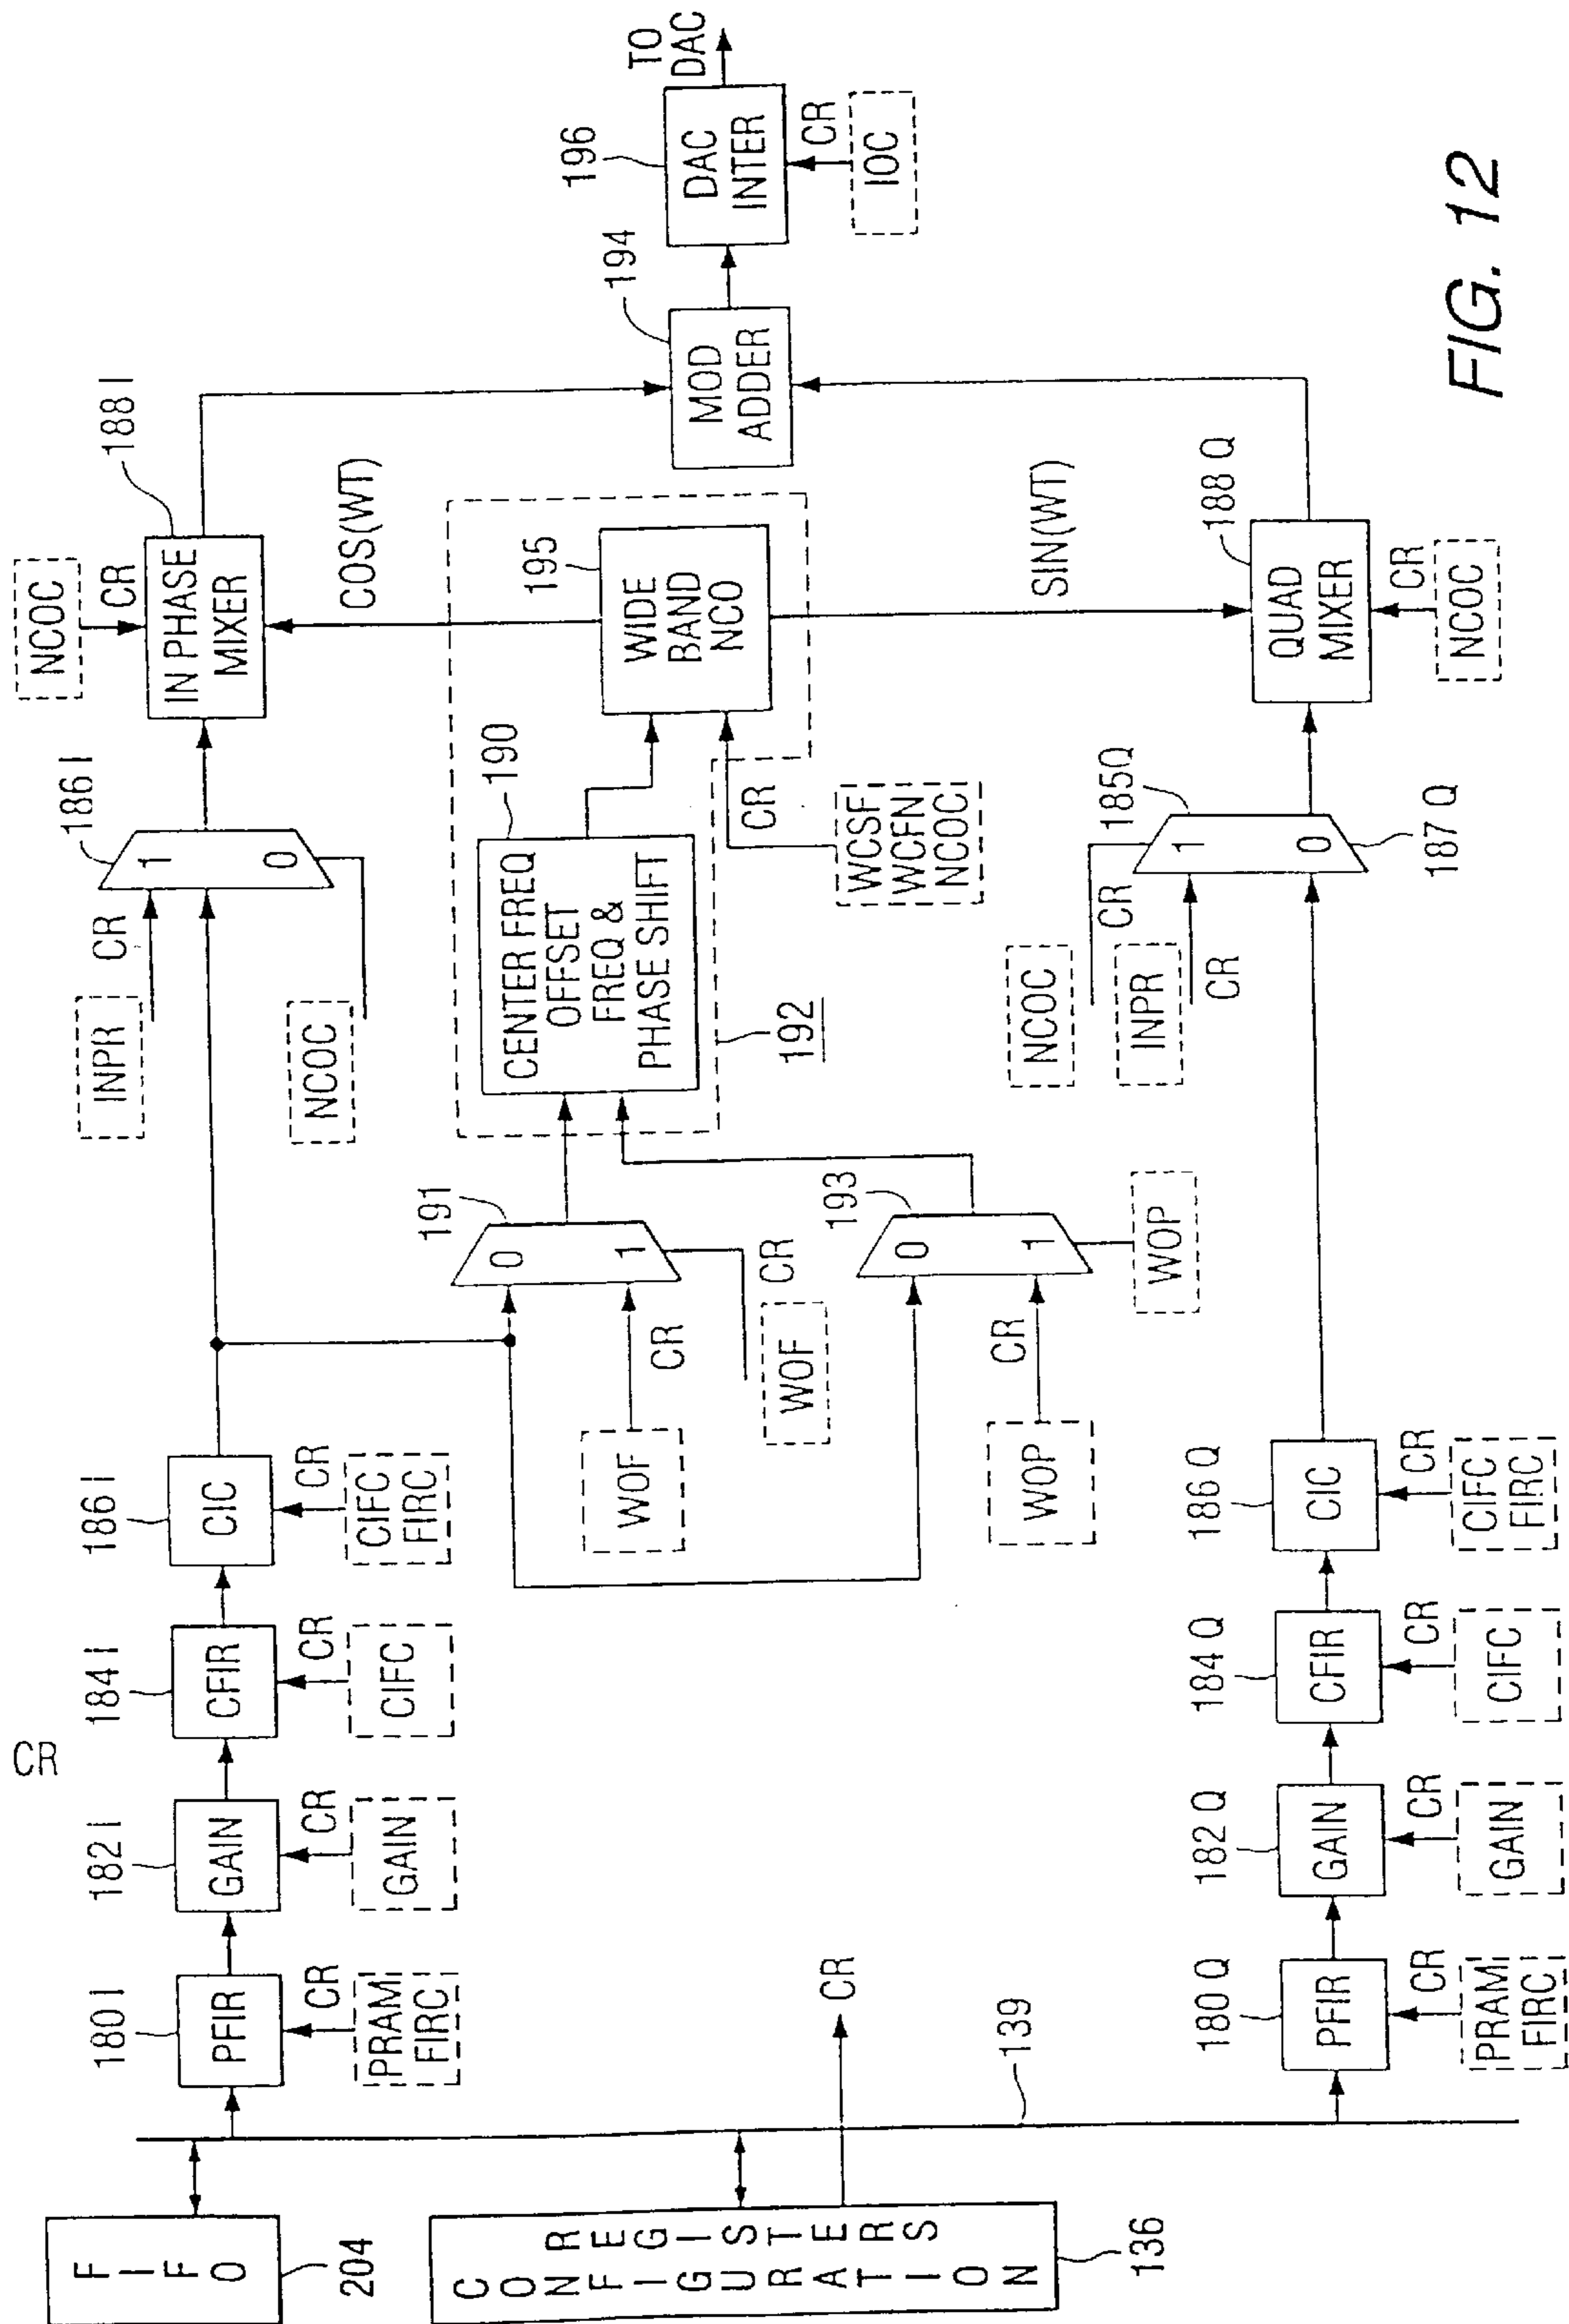 FIFO
204
CONFIGURATION
REGISTERS
136
CR
139
180 I
PFIR
CR
PRAM
FIRC
182 I
GAIN
CR
GAIN
CR
184 I
CFIR
CR
CIFC
186 I
CIC
CR
CIFC
FIRC
INPR
CR
NCOC
1
0
186 I
NCOC
CR
IN PHASE
MIXER
188 I
COS(WT)
WOF
CR
WOF
CR
0
1
191
WOP
CR
WOP
0
1
193
CENTER FREQ
OFFSET
FREQ &
PHASE SHIFT
190
192
WIDE
BAND
NCO
195
CR
WCSF
WCFN
NCOC
SIN(WT)
MOD
ADDER
194
DAC
INTER
196
CR
IOC
TO
DAC
180 Q
PFIR
CR
PRAM
FIRC
182 Q
GAIN
CR
GAIN
184 Q
CFIR
CR
CIFC
186 Q
CIC
CR
CIFC
FIRC
NCOC
CR
INPR
CR
1
0
185Q
187 Q
QUAD
MIXER
188 Q
CR
NCOC
FIG. 12